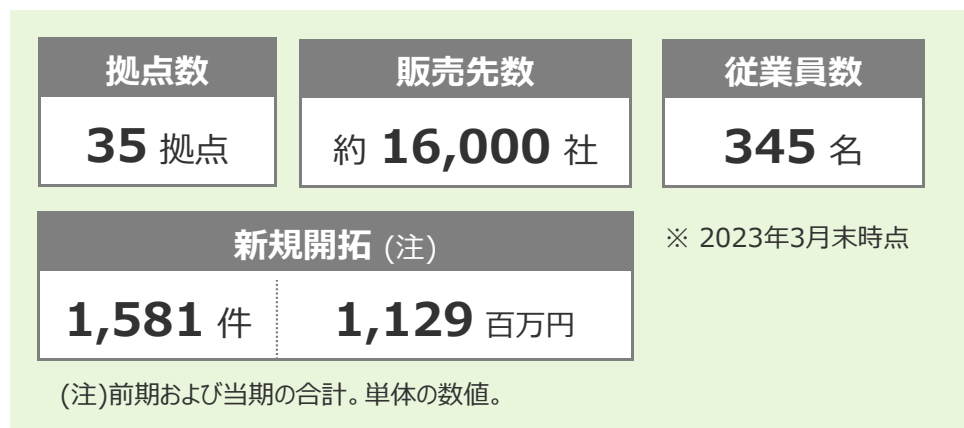 拠点数
35 拠点
販売先数
約 16,000 社
従業員数
345 名
新規開拓 (注)
1,581 件
1,129 百万円
※ 2023年3月末時点
(注)前期および当期の合計。単体の数値。